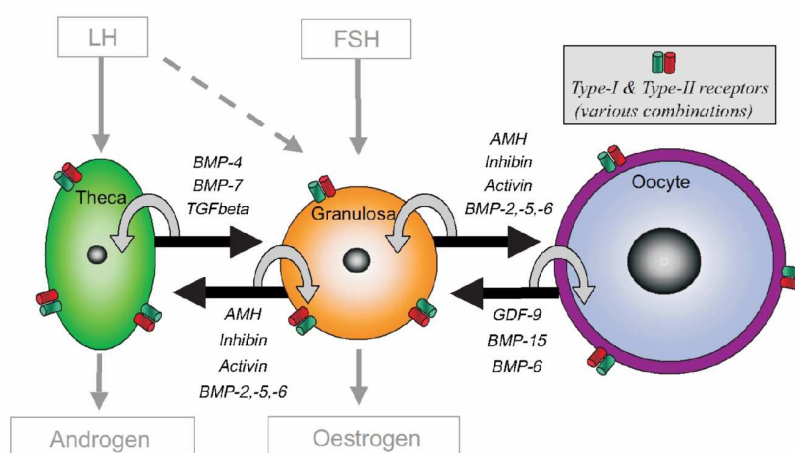 LH
FSH
Type-I & Type-II receptors
(various combinations)
BMP-4
BMP-7
TGFbeta
AMH
Inhibin
Activin
BMP-2,-5,-6
Theca
Granulosa
Oocyte
AMH
Inhibin
Activin
BMP-2,-5,-6
GDF-9
BMP-15
BMP-6
Androgen
Oestrogen